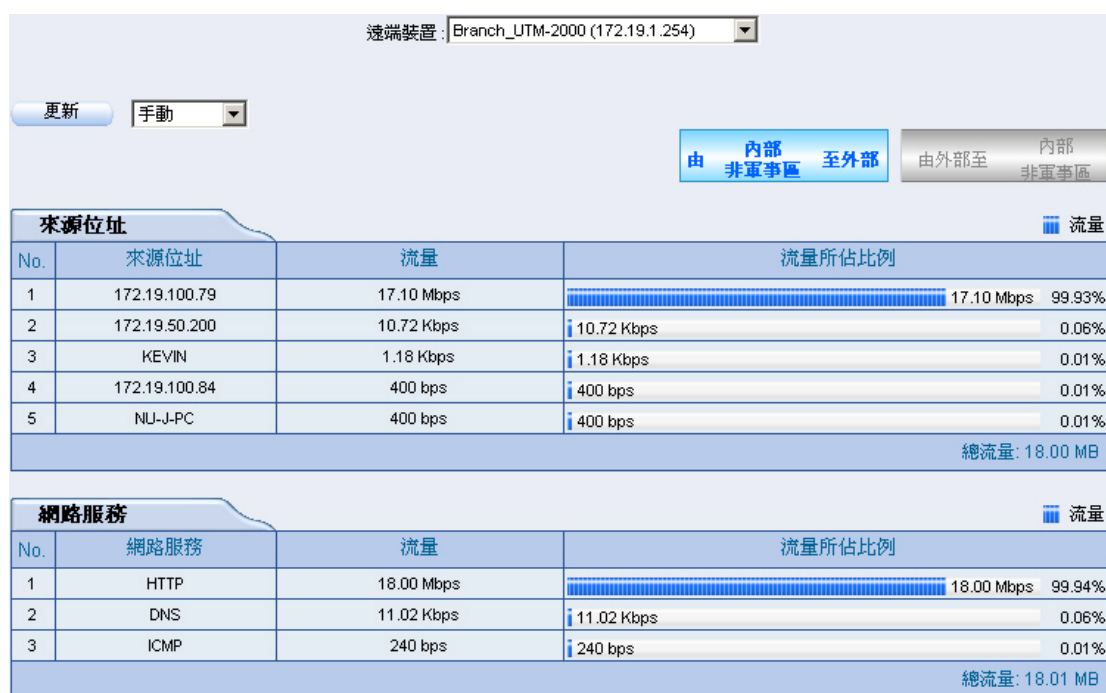 遠端裝置 : Branch_UTM-2000 (172.19.1.254)
更新 手動
由 內部 非軍事區 至外部 由外部至 內部 非軍事區
來源位址 流量
No. 來源位址 流量 流量所佔比例
1 172.19.100.79 17.10 Mbps 17.10 Mbps 99.93%
2 172.19.50.200 10.72 Kbps 10.72 Kbps 0.06%
3 KEVIN 1.18 Kbps 1.18 Kbps 0.01%
4 172.19.100.84 400 bps 400 bps 0.01%
5 NU-J-PC 400 bps 400 bps 0.01%
總流量: 18.00 MB
網路服務 流量
No. 網路服務 流量 流量所佔比例
1 HTTP 18.00 Mbps 18.00 Mbps 99.94%
2 DNS 11.02 Kbps 11.02 Kbps 0.06%
3 ICMP 240 bps 240 bps 0.01%
總流量: 18.01 MB